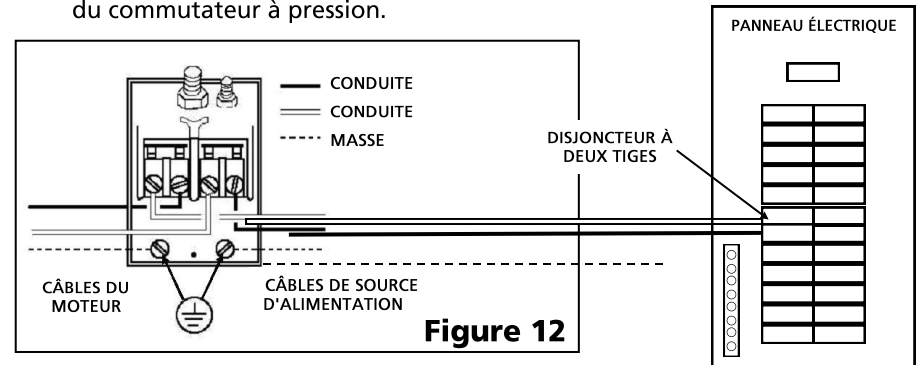 du commutateur à pression.
PANNEAU ÉLECTRIQUE
CONDUITE
CONDUITE
MASSE
DISJONCTEUR À
DEUX TIGES
CÂBLES DU
MOTEUR
CÂBLES DE SOURCE
D'ALIMENTATION
Figure 12